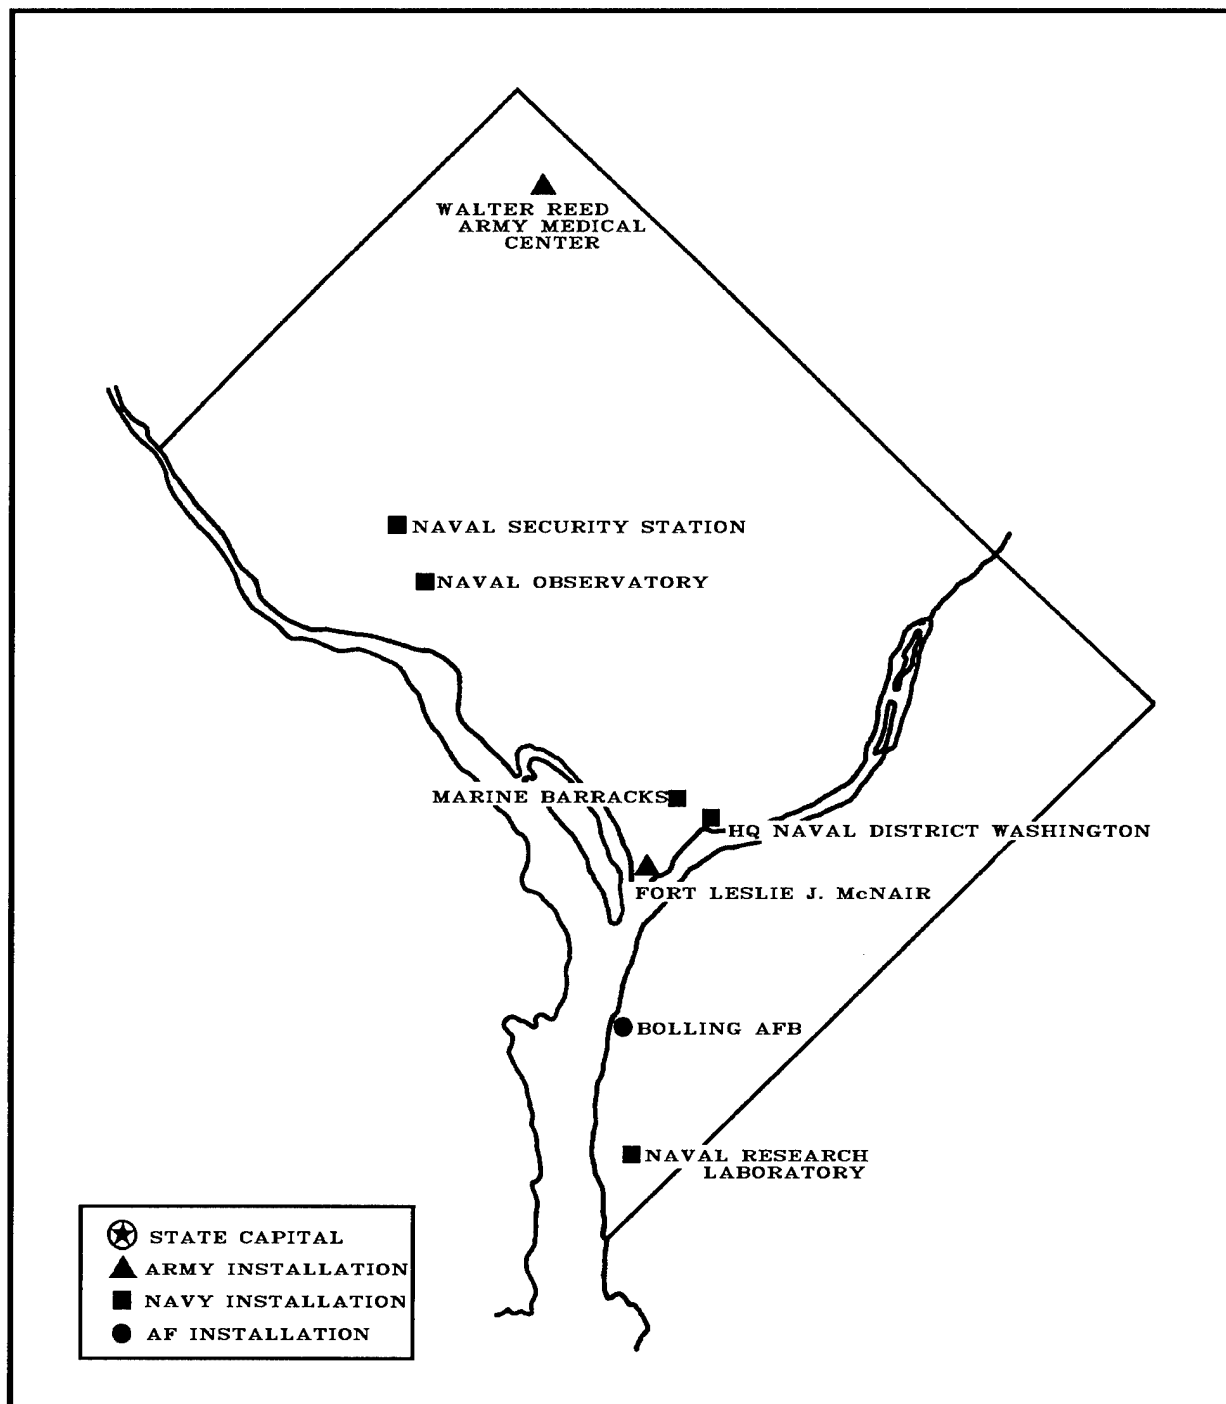 WALTER REED
ARMY MEDICAL
CENTER
NAVAL SECURITY STATION
NAVAL OBSERVATORY
MARINE BARRACKS
HQ NAVAL DISTRICT WASHINGTON
FORT LESLIE J. McNAIR
BOLLING AFB
NAVAL RESEARCH
LABORATORY
STATE CAPITAL
ARMY INSTALLATION
NAVY INSTALLATION
AF INSTALLATION